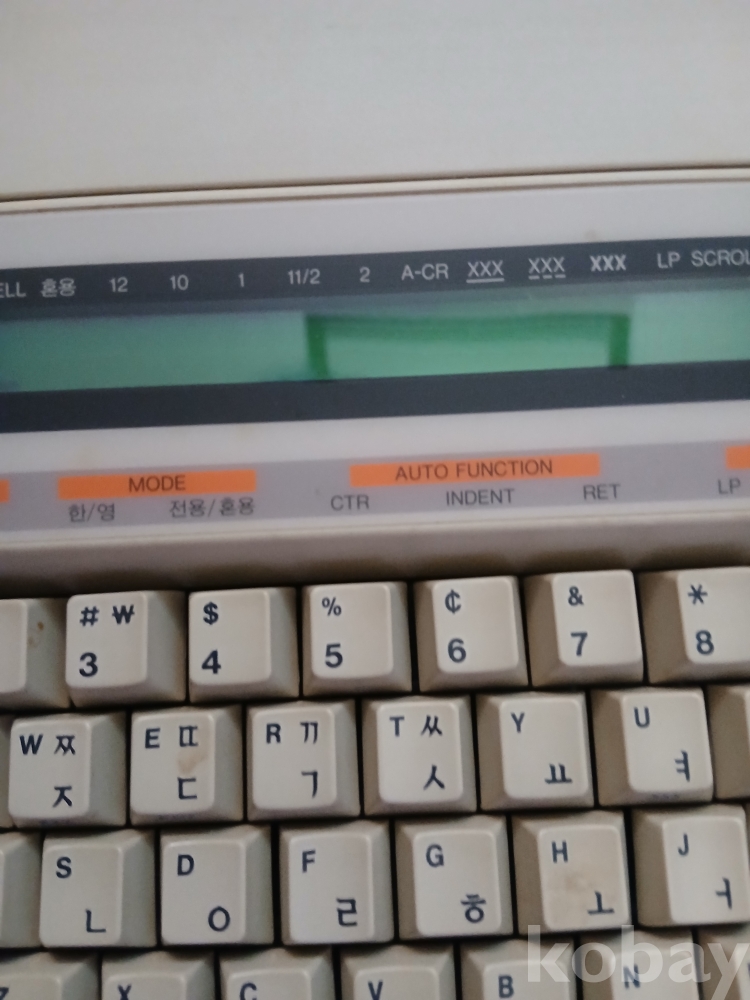 ELL 혼용 12 10 1 11/2 2 A-CR XXX XXX XXX LP SCROL
MODE AUTO FUNCTION
한/영 전용/혼용 CTR INDENT RET LP
# ₩ $ % ¢ & *
3 4 5 6 7 8
W ㅉ E ㄸ R ㄲ T ㅆ Y U
ㅈ ㄷ ㄱ ㅅ ㅛ ㅕ
S D F G H J
ㄴ ㅇ ㄹ ㅎ ㅗ ㅓ
Z X C V B N
kobay